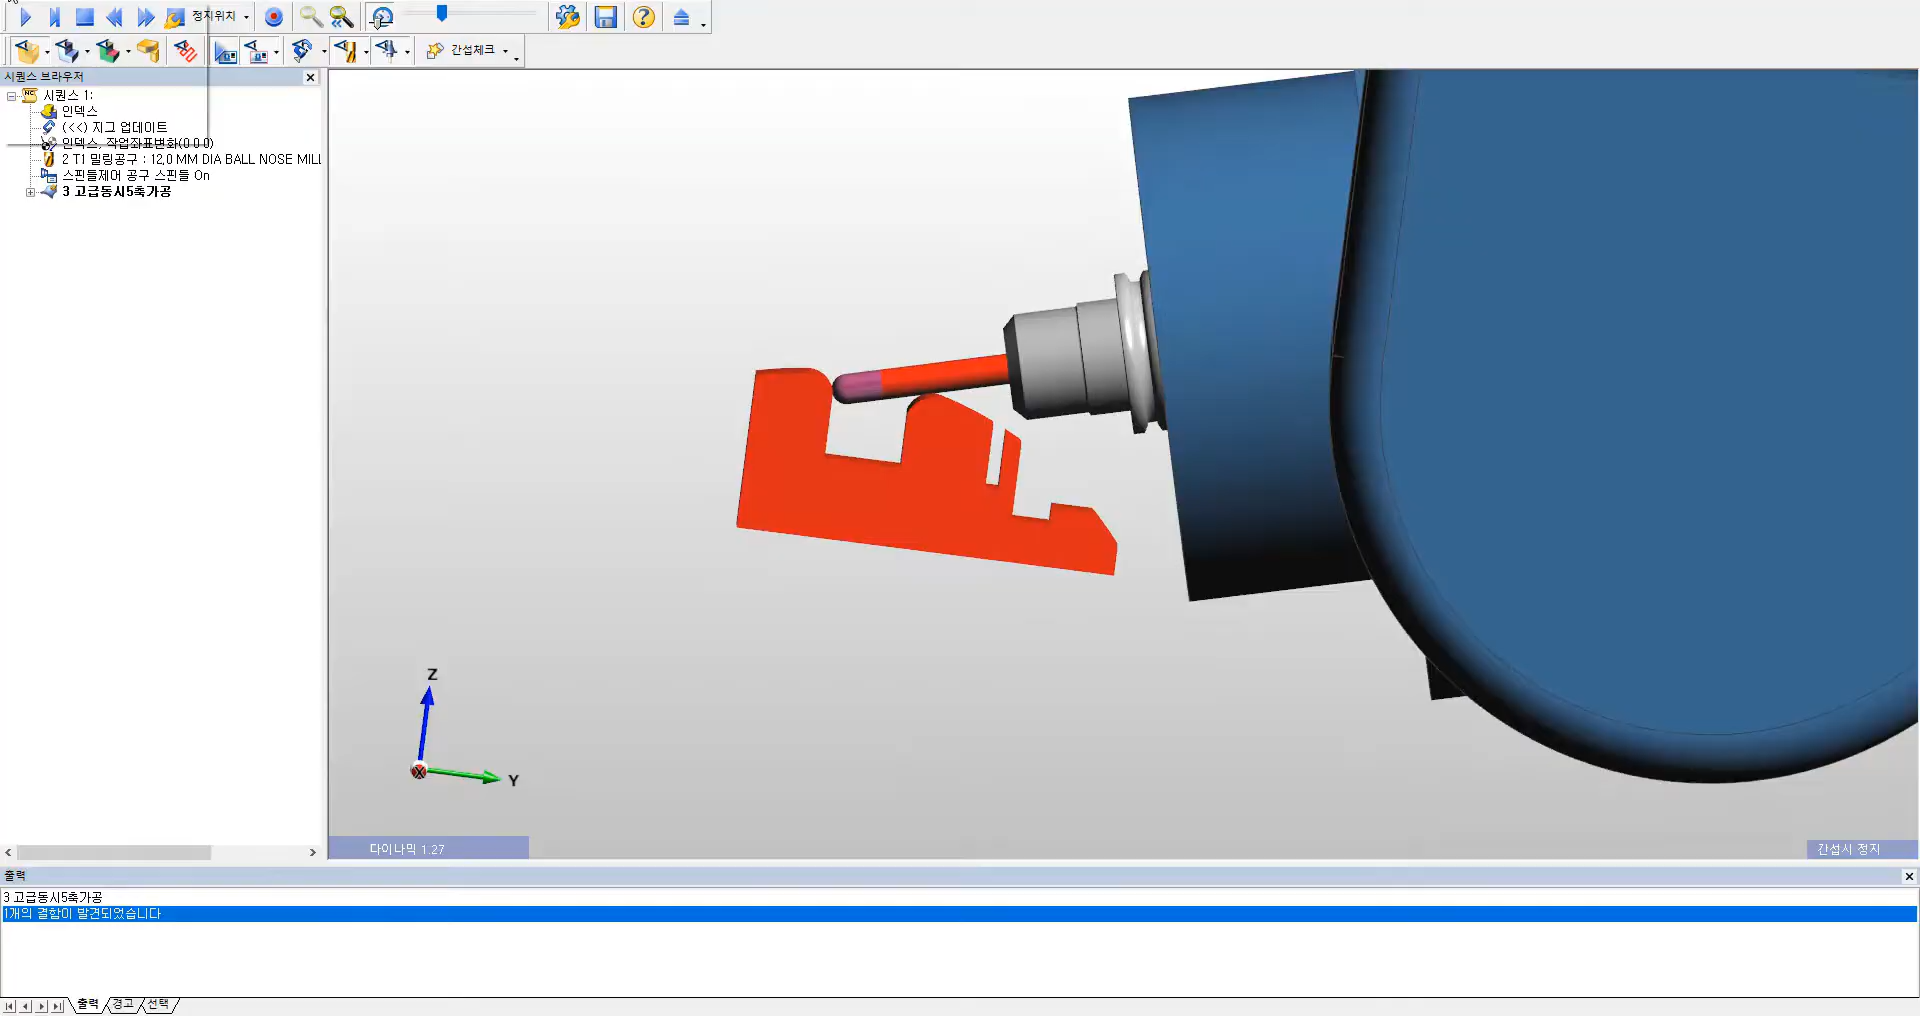 정지위치
간섭체크
시퀀스 브라우저
시퀀스 1:
인덱스
(<<) 지그 업데이트
인덱스, 작업좌표변화(0 0 0)
2 T1 밀링공구 : 12,0 MM DIA BALL NOSE MILL
스핀들제어 공구 스핀들 On
3 고급동시5축가공
Z
X
Y
다이나믹 1.27
간섭시 정지
출력
3 고급동시5축가공
1개의 결함이 발견되었습니다
출력 경고 선택